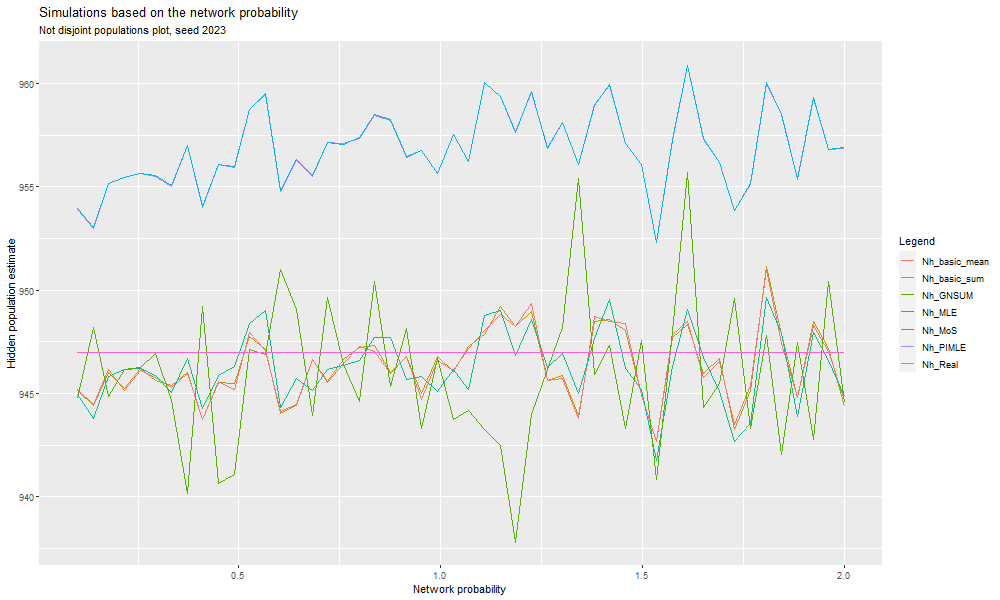 Simulations based on the network probability
Not disjoint populations plot, seed 2023
Hidden population estimate
960
955
950
945
940
0.5
1.0
1.5
2.0
Network probability
Legend
Nh_basic_mean
Nh_basic_sum
Nh_GNSUM
Nh_MLE
Nh_MoS
Nh_PIMLE
Nh_Real